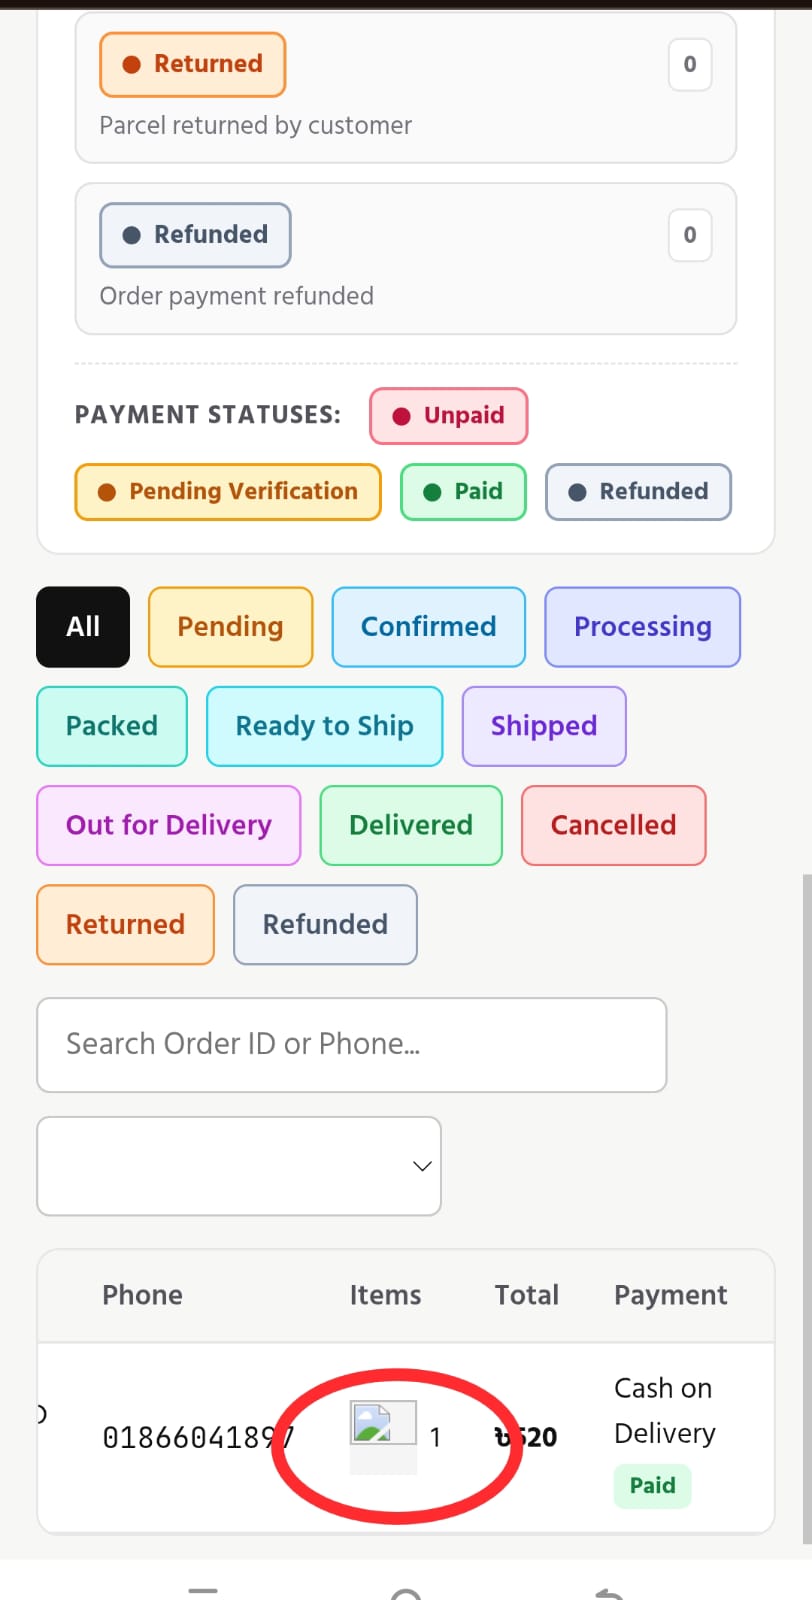 Returned 0
Parcel returned by customer
Refunded 0
Order payment refunded
PAYMENT STATUSES: Unpaid
Pending Verification Paid Refunded
All Pending Confirmed Processing
Packed Ready to Ship Shipped
Out for Delivery Delivered Cancelled
Returned Refunded
Search Order ID or Phone...
Phone Items Total Payment
01866041897 1 ৳520 Cash on
Delivery
Paid